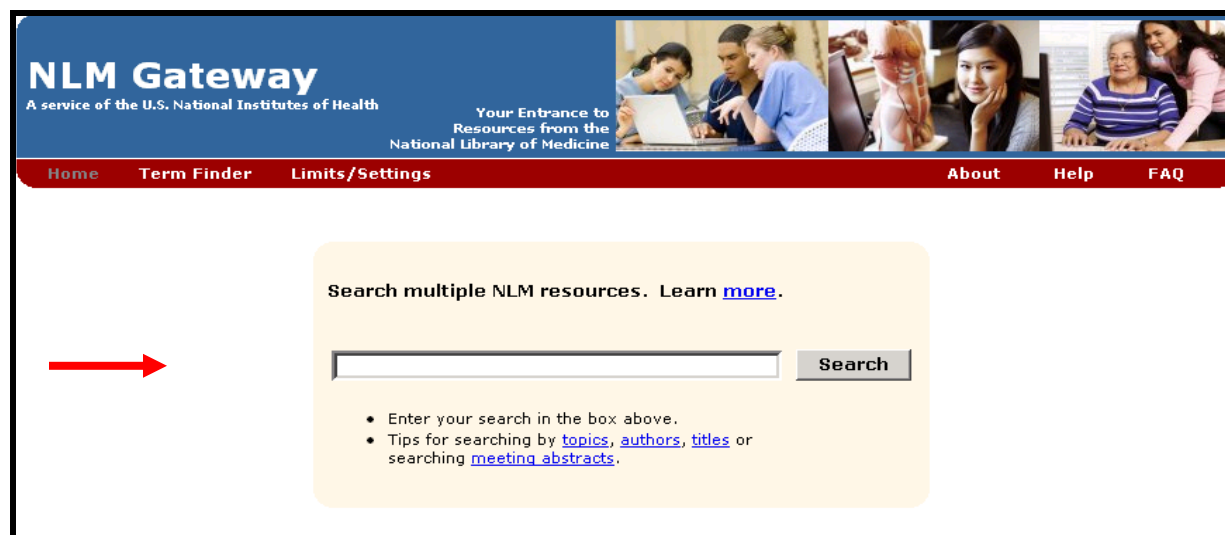 NLM Gateway
A service of the U.S. National Institutes of Health
Your Entrance to
Resources from the
National Library of Medicine
Home Term Finder Limits/Settings About Help FAQ
Search multiple NLM resources. Learn more.
Search
• Enter your search in the box above.
• Tips for searching by topics, authors, titles or
searching meeting abstracts.